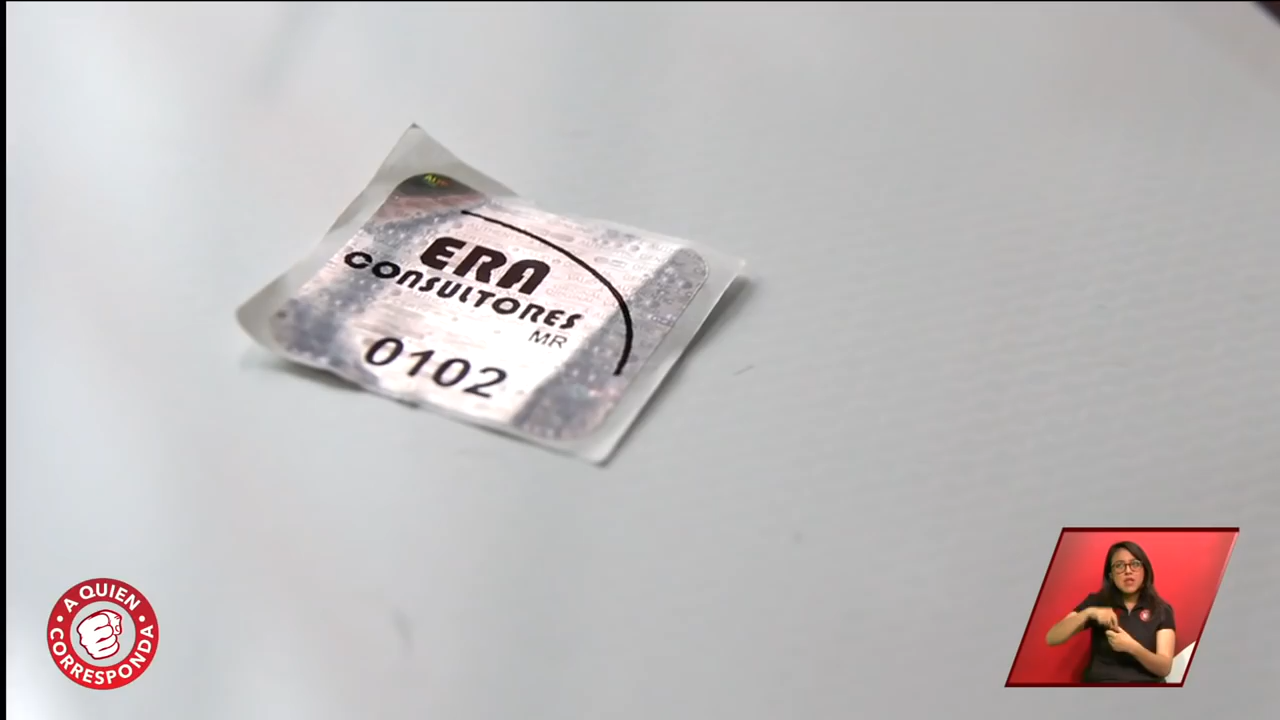 ERA
CONSULTORES
MR
0102
A QUIEN
CORRESPONDA